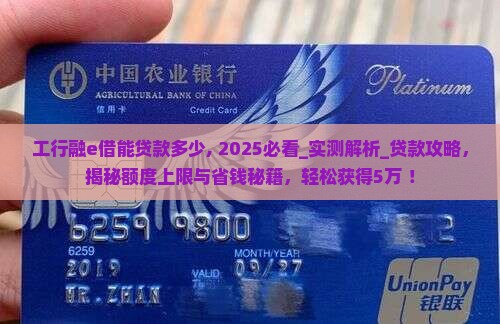 中国农业银行
Platinum
AGRICULTURAL BANK OF CHINA
信用卡 Credit Card
工行融e借能贷款多少, 2025必看_实测解析_贷款攻略，
揭秘额度上限与省钱秘籍，轻松获得5万 ！
6259 9800 2
6259
MONTH/YEAR
2019 VALID 09/27
MR.ZHAN
UnionPay
银联